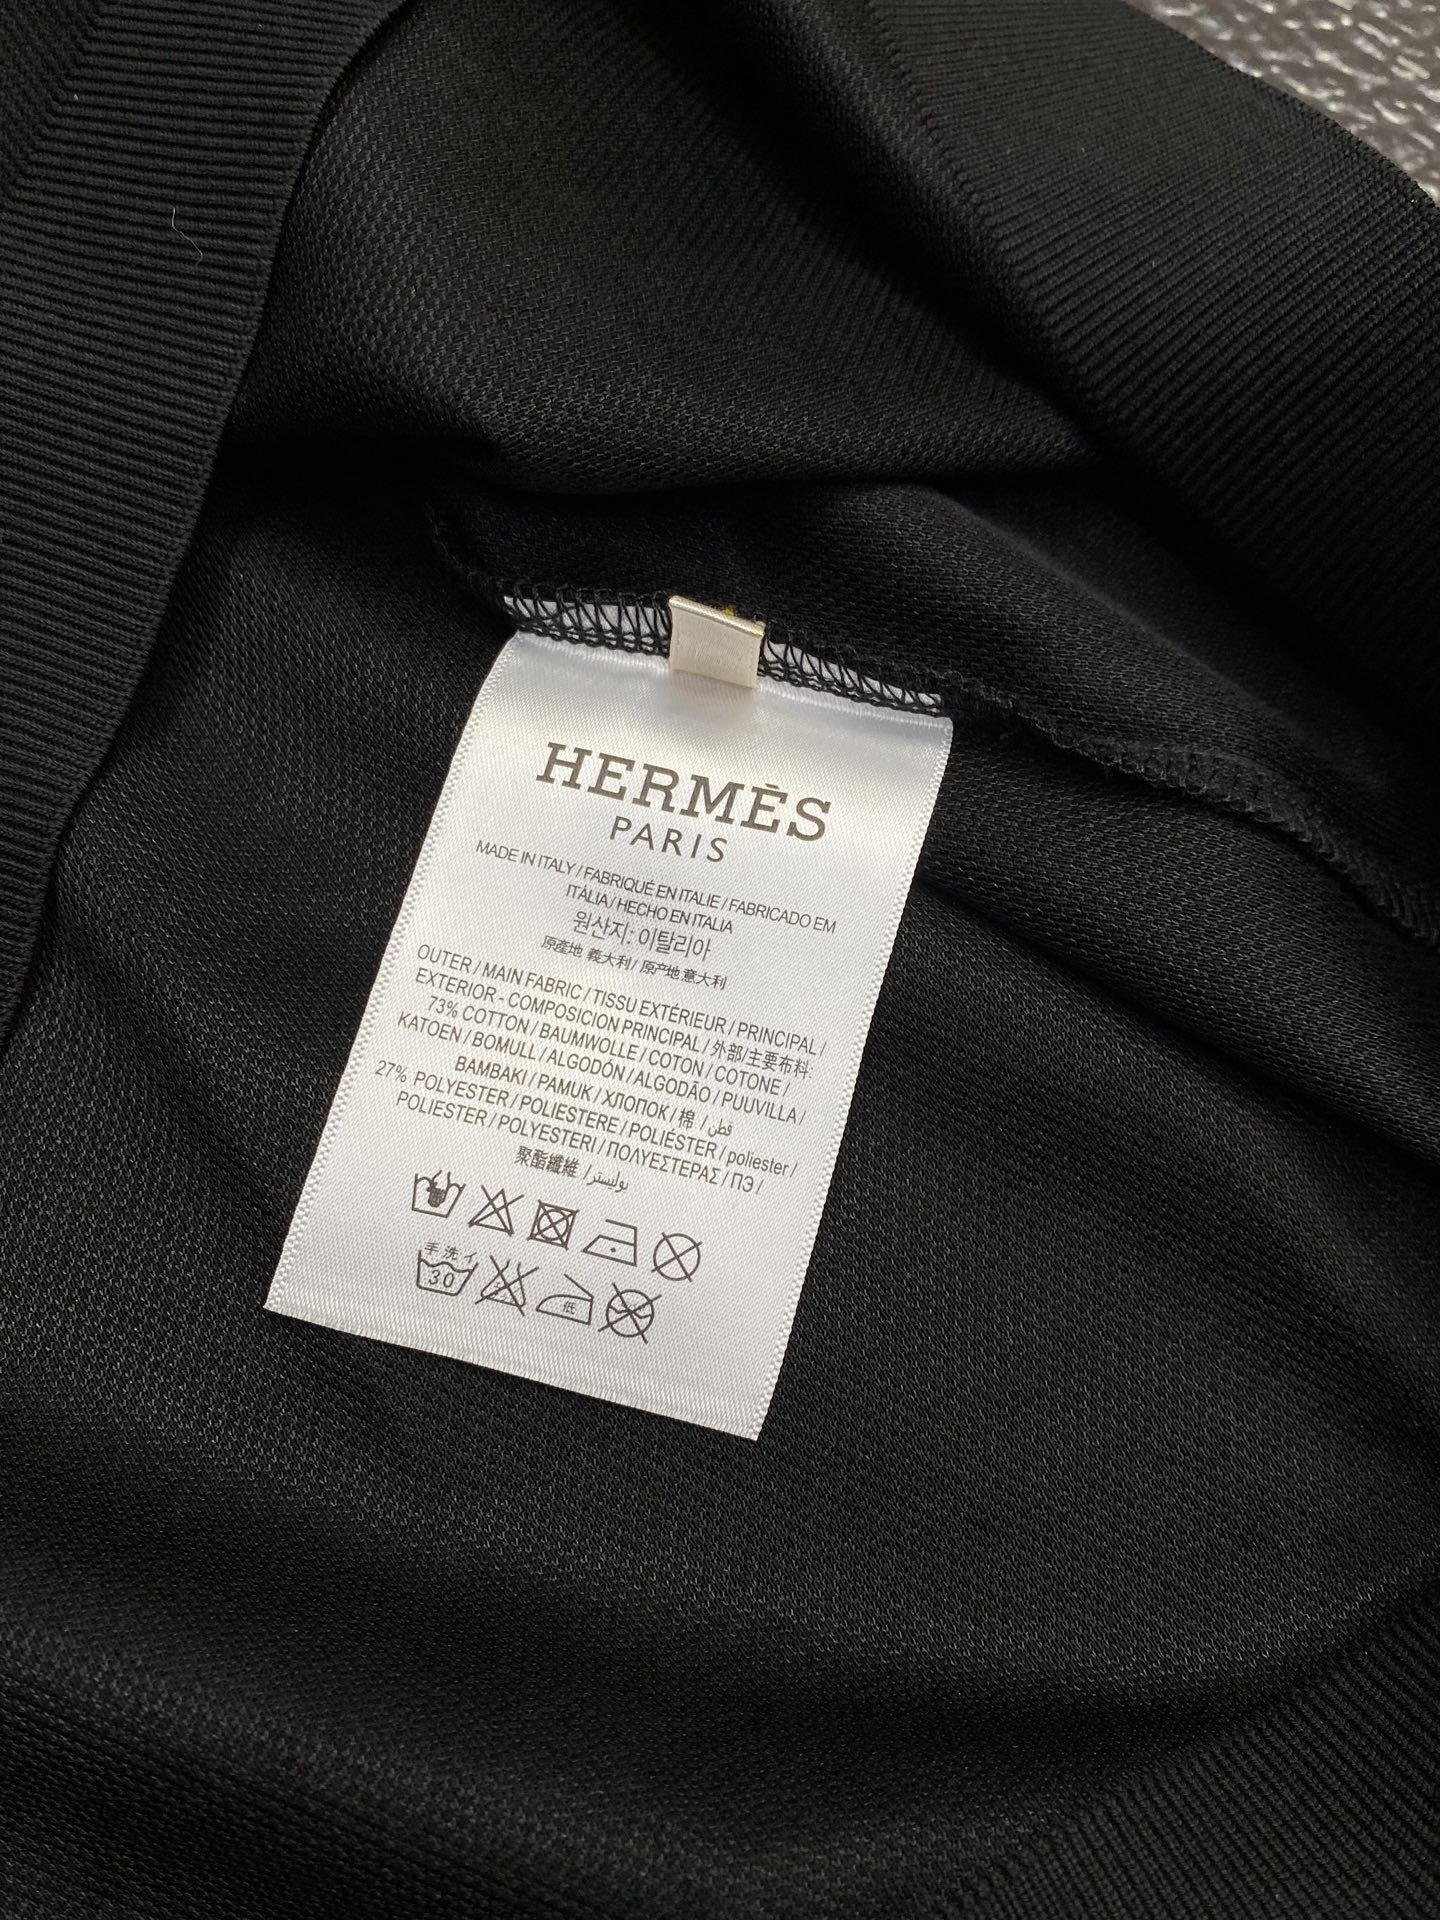 HERMÈS
PARIS
MADE IN ITALY / FABRIQUÉ EN ITALIE / FABRICADO EM
ITÁLIA / HECHO EN ITALIA
원산지: 이탈리아
原產地 義大利 / 原产地意大利
OUTER / MAIN FABRIC / TISSU EXTÉRIEUR / PRINCIPAL /
EXTERIOR - COMPOSICION PRINCIPAL / 外部/主要布料:
73% COTTON / BAUMWOLLE / COTON / COTONE /
KATOEN / BOMULL / ALGODÓN / ALGODÃO / PUUVILLA /
BAMBAKI / PAMUK / ХЛОПОК / 棉 / قطن
27% POLYESTER / POLIESTERE / POLIÉSTER / poliester /
POLIESTER / POLYESTERI / ΠΟΛΥΕΣΤΕΡΑΣ / ПЭ /
聚酯纖維 / بوليستر
手洗イ
30
低